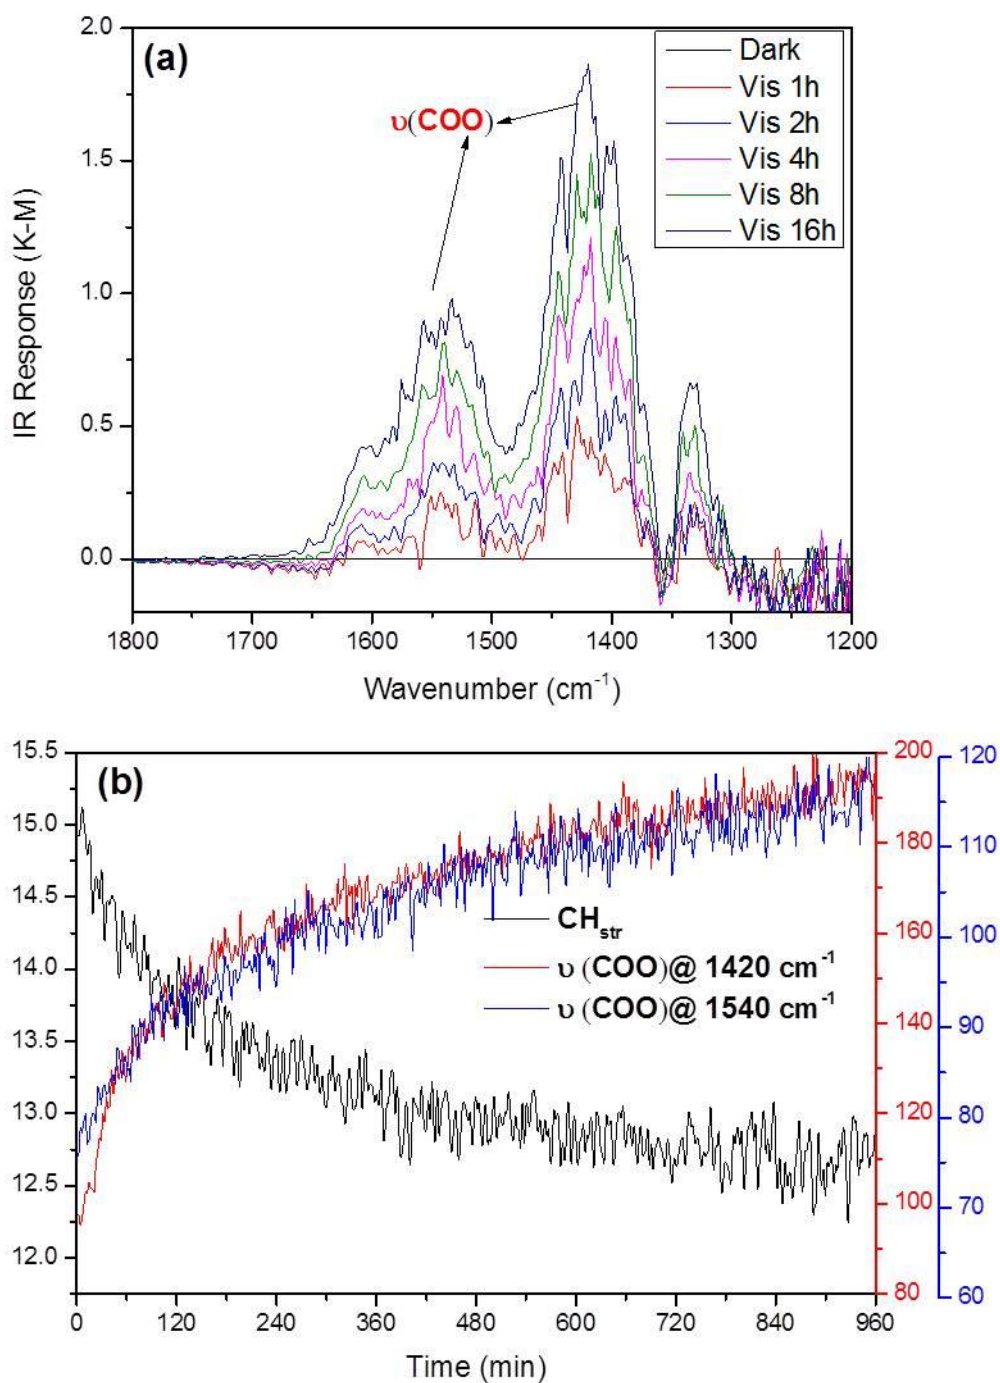 (a)
υ(COO)
Dark
Vis 1h
Vis 2h
Vis 4h
Vis 8h
Vis 16h
IR Response (K-M)
2.0
1.5
1.0
0.5
0.0
1800 1700 1600 1500 1400 1300 1200
Wavenumber (cm⁻¹)
(b)
15.5
15.0
14.5
14.0
13.5
13.0
12.5
12.0
CH_str
υ (COO)@ 1420 cm⁻¹
υ (COO)@ 1540 cm⁻¹
200
180
160
140
120
100
80
120
110
100
90
80
70
60
0 120 240 360 480 600 720 840 960
Time (min)